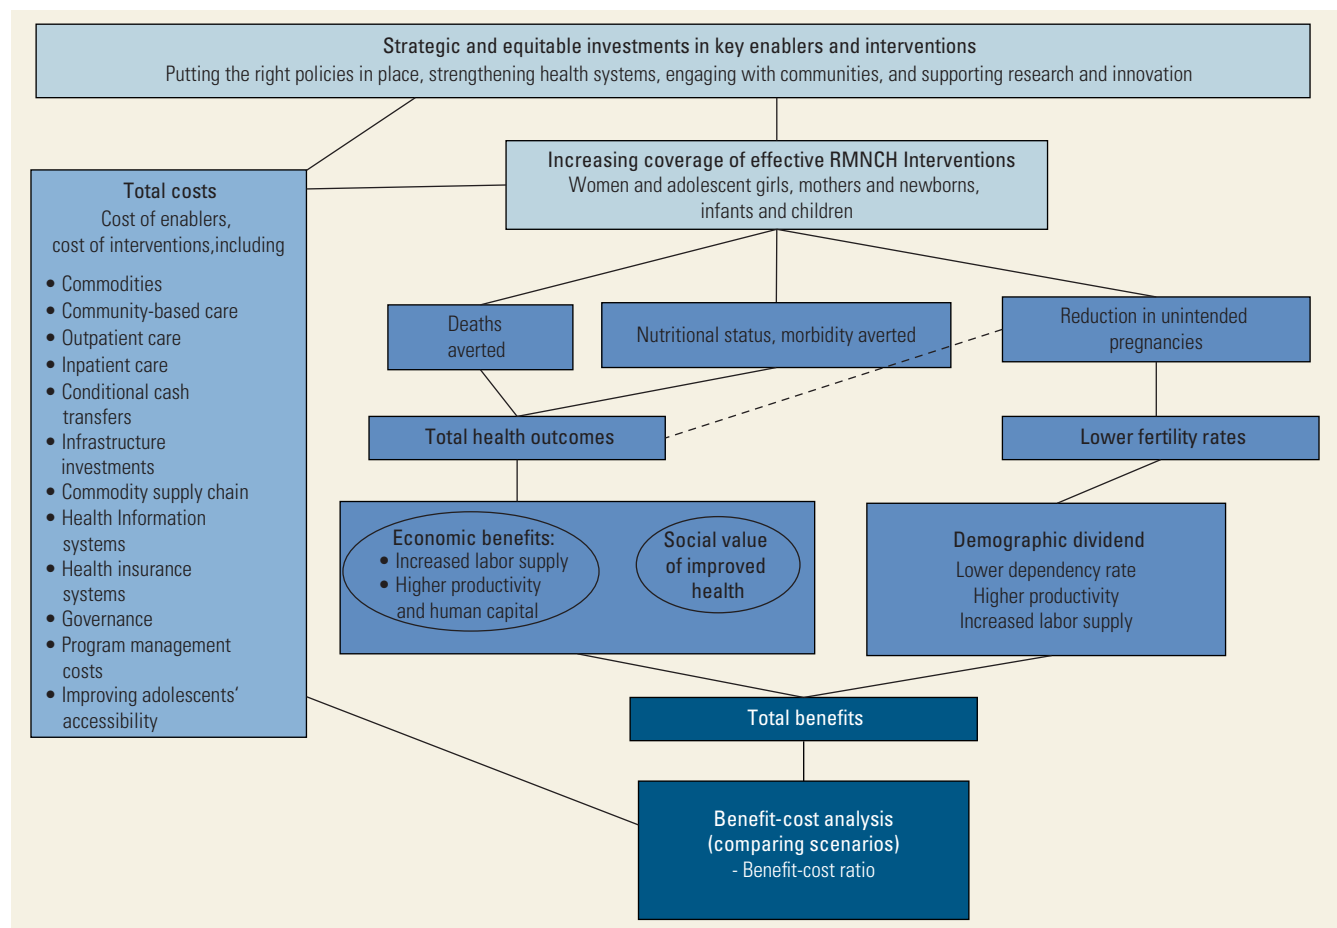 Strategic and equitable investments in key enablers and interventions
Putting the right policies in place, strengthening health systems, engaging with communities, and supporting research and innovation
Increasing coverage of effective RMNCH Interventions
Women and adolescent girls, mothers and newborns,
infants and children
Total costs
Cost of enablers,
cost of interventions,including
• Commodities
• Community-based care
• Outpatient care
• Inpatient care
• Conditional cash
transfers
• Infrastructure
investments
• Commodity supply chain
• Health Information
systems
• Health insurance
systems
• Governance
• Program management
costs
• Improving adolescents‘
accessibility
Deaths
averted
Nutritional status, morbidity averted
Reduction in unintended
pregnancies
Total health outcomes
Lower fertility rates
Economic benefits:
• Increased labor supply
• Higher productivity
and human capital
Social value
of improved
health
Demographic dividend
Lower dependency rate
Higher productivity
Increased labor supply
Total benefits
Benefit-cost analysis
(comparing scenarios)
- Benefit-cost ratio